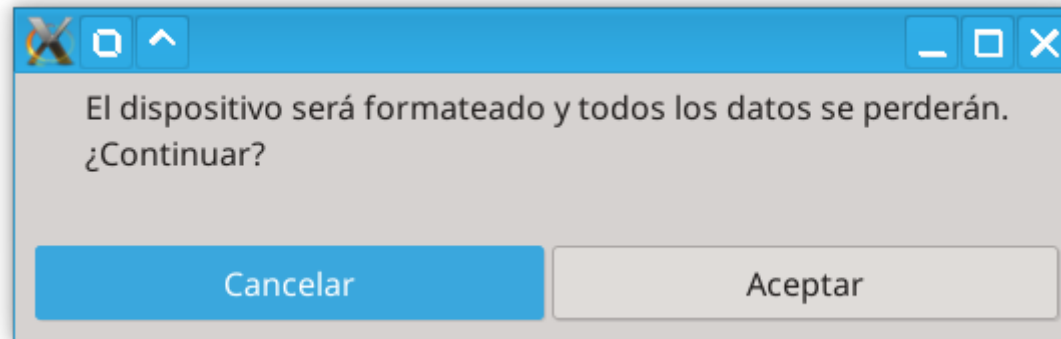 El dispositivo será formateado y todos los datos se perderán.
¿Continuar?
Cancelar
Aceptar